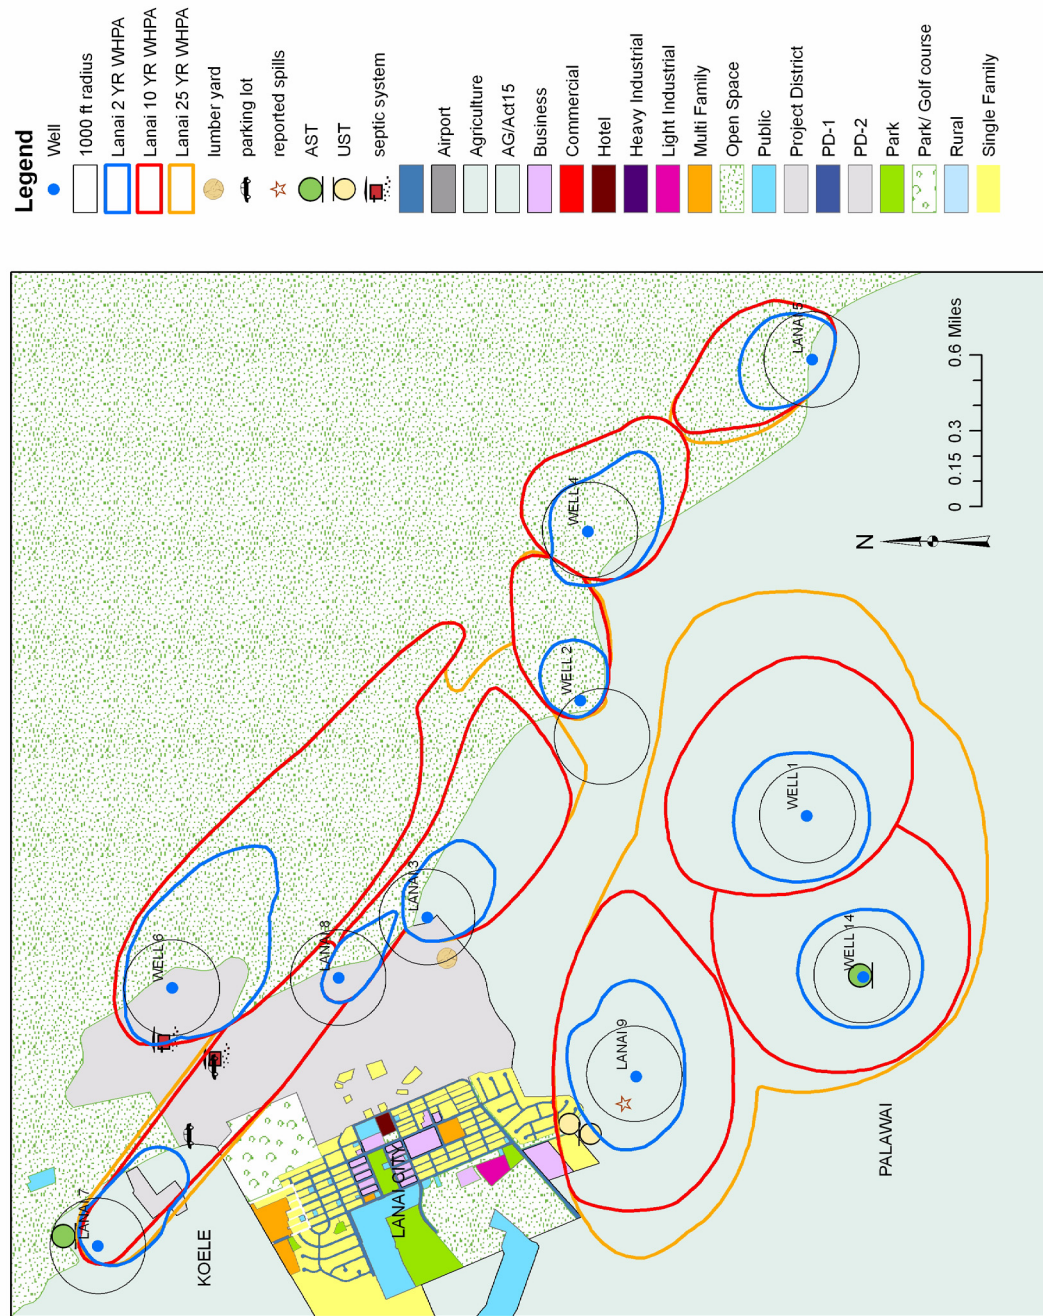 Legend
Well
1000 ft radius
Lanai 2 YR WHPA
Lanai 10 YR WHPA
Lanai 25 YR WHPA
lumber yard
parking lot
reported spills
AST
UST
septic system
Airport
Agriculture
AG/Act15
Business
Commercial
Hotel
Heavy Industrial
Light Industrial
Multi Family
Open Space
Public
Project District
PD-1
PD-2
Park
Park/ Golf course
Rural
Single Family
LANAI 7
WELL 6
LANAI 8
LANAI 3
WELL 2
WELL 4
LANAI 5
LANAI 9
WELL 14
WELL 1
KOELE
LANAI CITY
PALAWAI
N
0 0.15 0.3 0.6 Miles